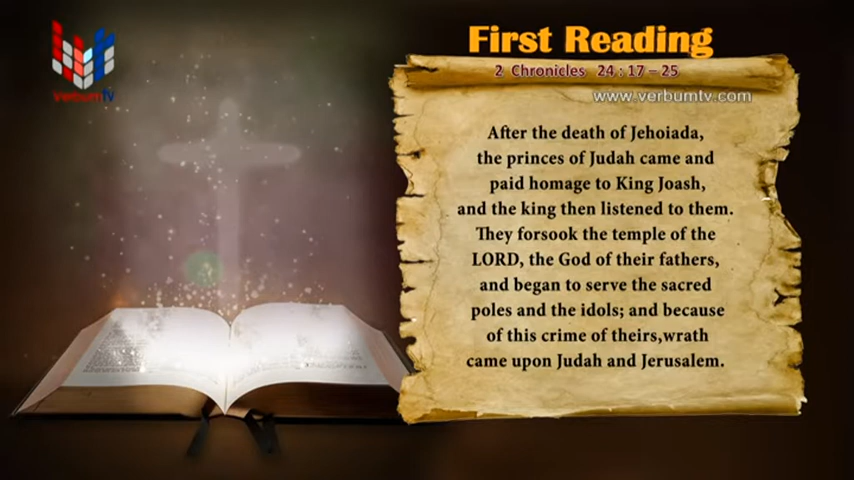 VerbumTV
First Reading
2 Chronicles 24 : 17 – 25
www.verbumtv.com
After the death of Jehoiada,
the princes of Judah came and
paid homage to King Joash,
and the king then listened to them.
They forsook the temple of the
LORD, the God of their fathers,
and began to serve the sacred
poles and the idols; and because
of this crime of theirs,wrath
came upon Judah and Jerusalem.